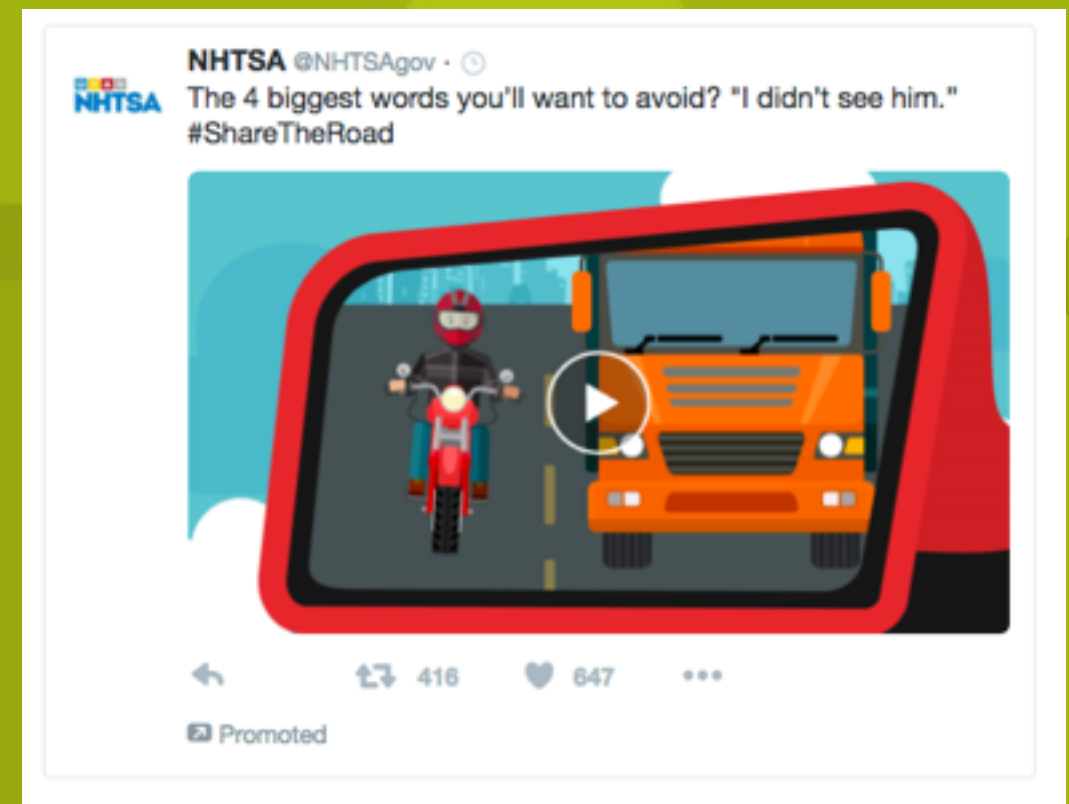 NHTSA @NHTSAgov ·
NHTSA
The 4 biggest words you'll want to avoid? "I didn't see him."
#ShareTheRoad
416 647 •••
Promoted